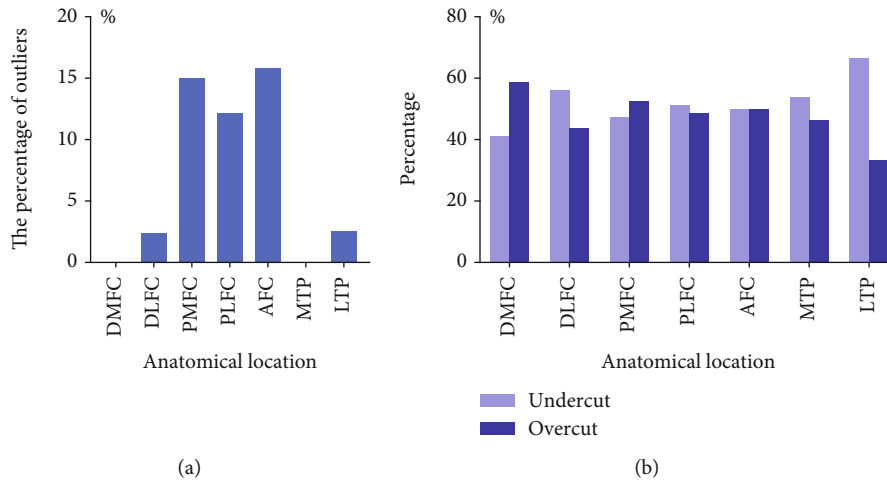 %
20
15
10
5
0
The percentage of outliers
DMFC
DLFC
PMFC
PLFC
AFC
MTP
LTP
Anatomical location
(a)
%
80
60
40
20
0
Percentage
DMFC
DLFC
PMFC
PLFC
AFC
MTP
LTP
Anatomical location
Undercut
Overcut
(b)